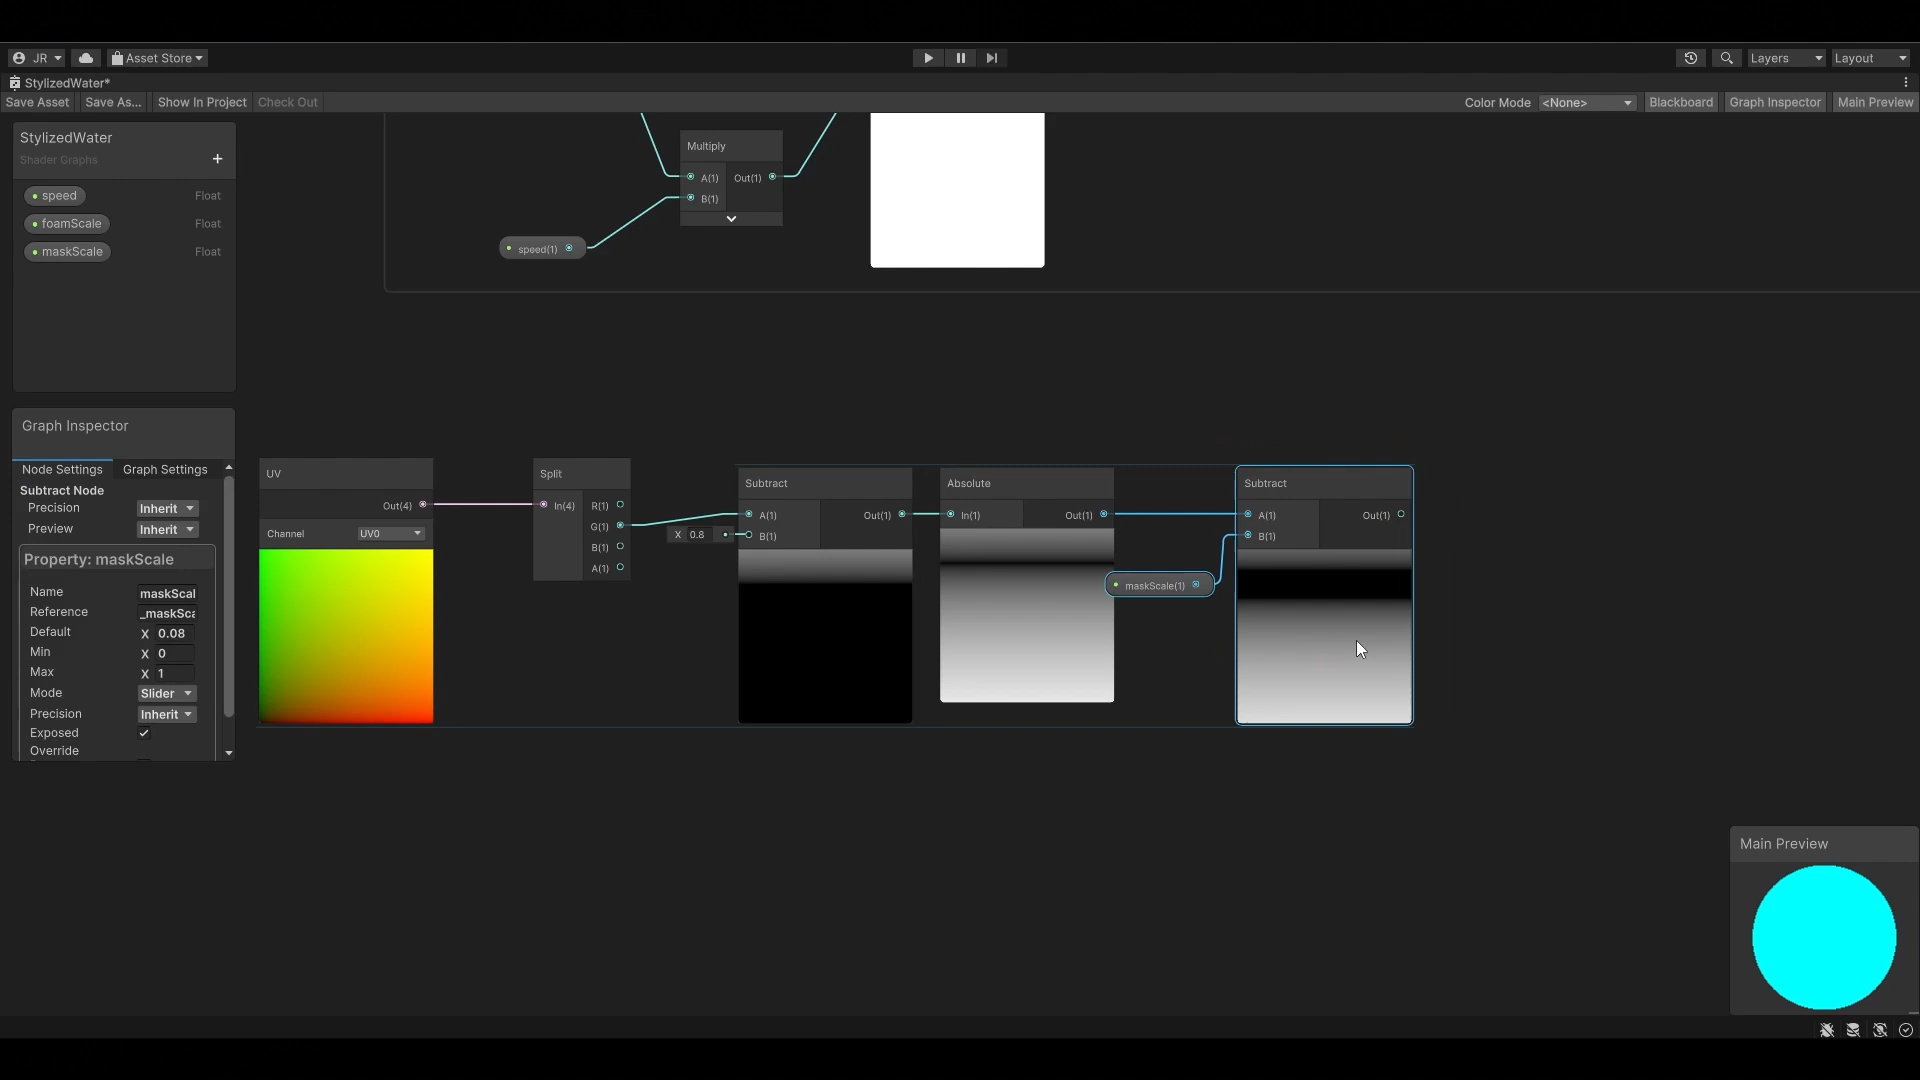 JR
Asset Store
Layers
Layout
StylizedWater*
Save Asset
Save As...
Show In Project
Check Out
Color Mode
<None>
Blackboard
Graph Inspector
Main Preview
StylizedWater
Shader Graphs
+
speed
Float
foamScale
Float
maskScale
Float
Multiply
A(1)
Out(1)
B(1)
speed(1)
Graph Inspector
Node Settings
Graph Settings
Subtract Node
Precision
Inherit
Preview
Inherit
Property: maskScale
Name
maskScal
Reference
_maskSca
Default
X 0.08
Min
X 0
Max
X 1
Mode
Slider
Precision
Inherit
Exposed
Override
UV
Out(4)
Channel
UV0
Split
In(4)
R(1)
G(1)
B(1)
A(1)
X 0.8
Subtract
A(1)
Out(1)
B(1)
Absolute
In(1)
Out(1)
maskScale(1)
Subtract
A(1)
Out(1)
B(1)
Main Preview